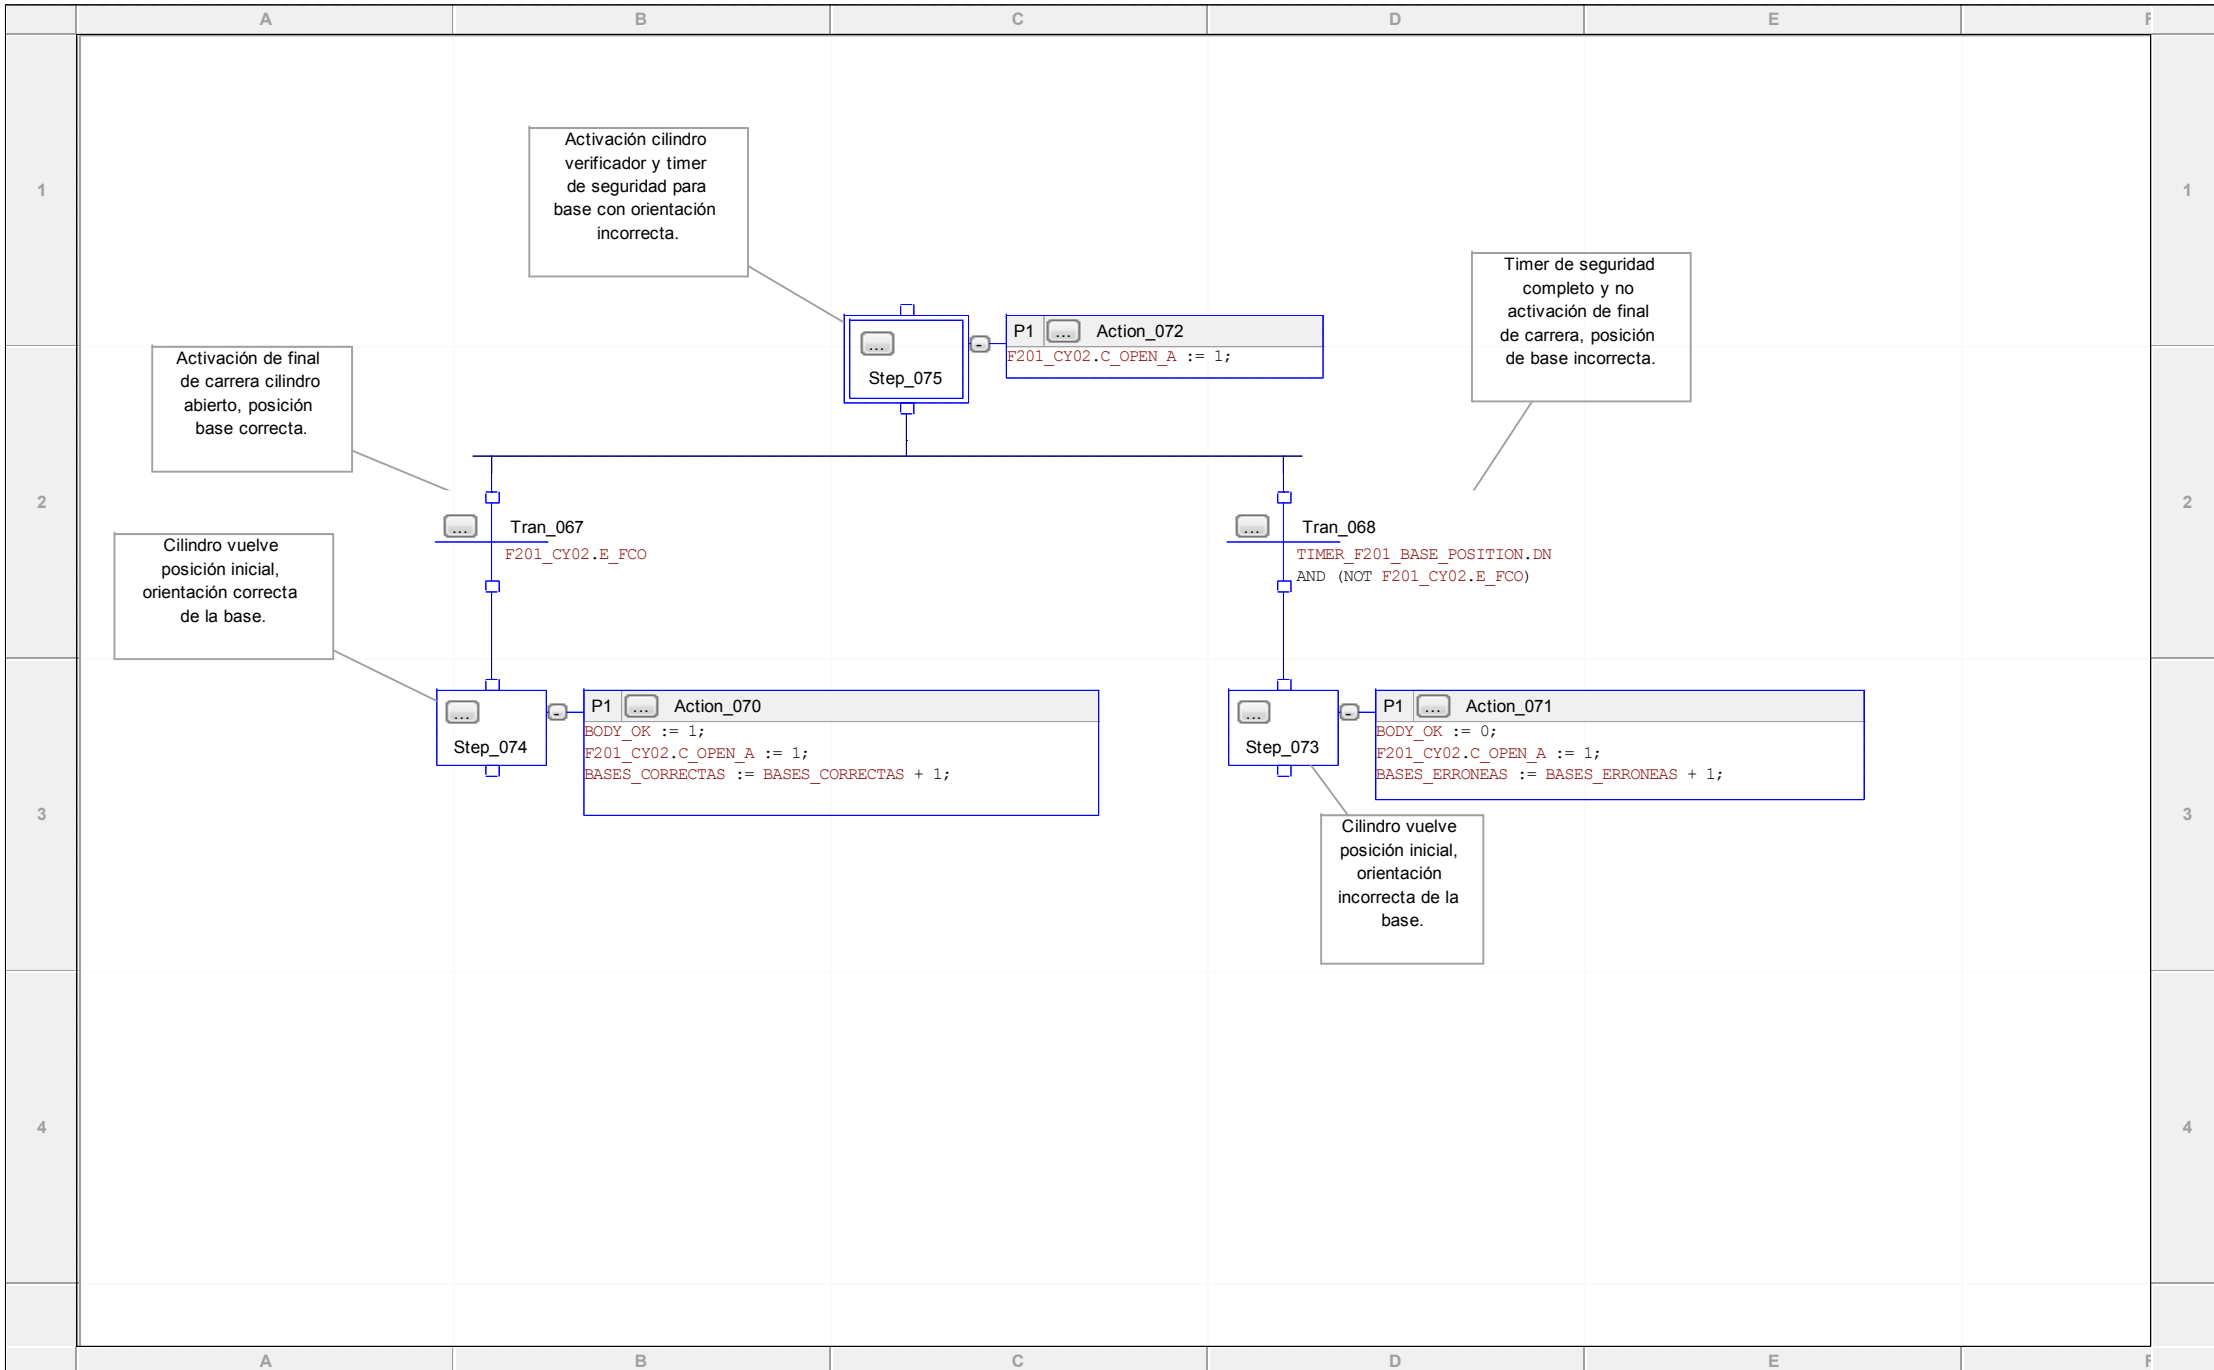 A B C D E F
1 1
Activación cilindro
verificador y timer
de seguridad para
base con orientación
incorrecta.
Timer de seguridad
completo y no
activación de final
de carrera, posición
de base incorrecta.
... P1 ... Action_072
-
F201_CY02.C_OPEN_A := 1;
Step_075
Activación de final
de carrera cilindro
abierto, posición
base correcta.
2 2
... Tran_067
F201_CY02.E_FCO
... Tran_068
TIMER_F201_BASE_POSITION.DN
AND (NOT F201_CY02.E_FCO)
Cilindro vuelve
posición inicial,
orientación correcta
de la base.
... - P1 ... Action_070
Step_074
BODY_OK := 1;
F201_CY02.C_OPEN_A := 1;
BASES_CORRECTAS := BASES_CORRECTAS + 1;
... - P1 ... Action_071
Step_073
BODY_OK := 0;
F201_CY02.C_OPEN_A := 1;
BASES_ERRONEAS := BASES_ERRONEAS + 1;
3 3
Cilindro vuelve
posición inicial,
orientación
incorrecta de la
base.
4 4
A B C D E F